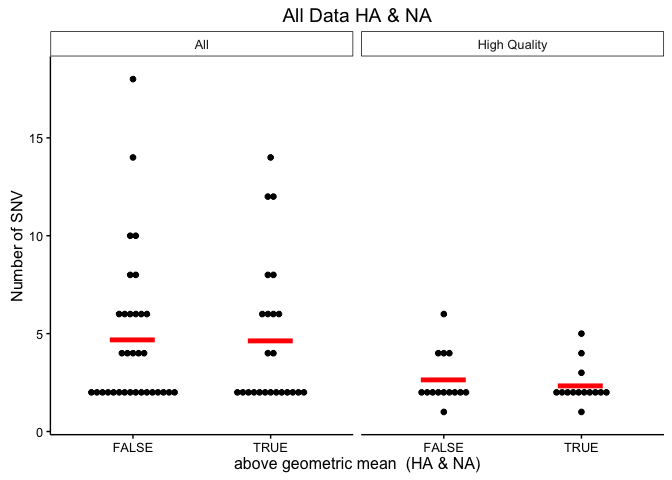 All Data HA & NA
All
High Quality
Number of SNV
15
10
5
0
FALSE
TRUE
FALSE
TRUE
above geometric mean  (HA & NA)